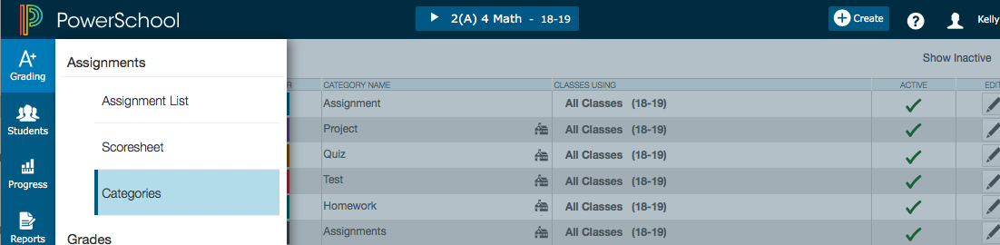 PowerSchool
2(A) 4 Math - 18-19
Create
?
Kelly
A+
Grading
Students
Progress
Reports
Assignments
Assignment List
Scoresheet
Categories
Grades
Show Inactive
R CATEGORY NAME CLASSES USING ACTIVE EDIT
Assignment All Classes (18-19)
Project All Classes (18-19)
Quiz All Classes (18-19)
Test All Classes (18-19)
Homework All Classes (18-19)
Assignments All Classes (18-19)